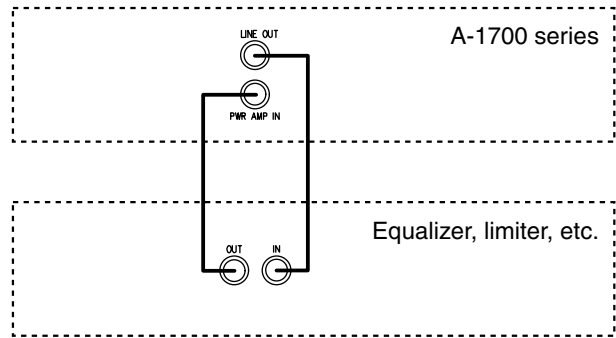 A-1700 series
LINE OUT
PWR AMP IN
Equalizer, limiter, etc.
OUT
IN